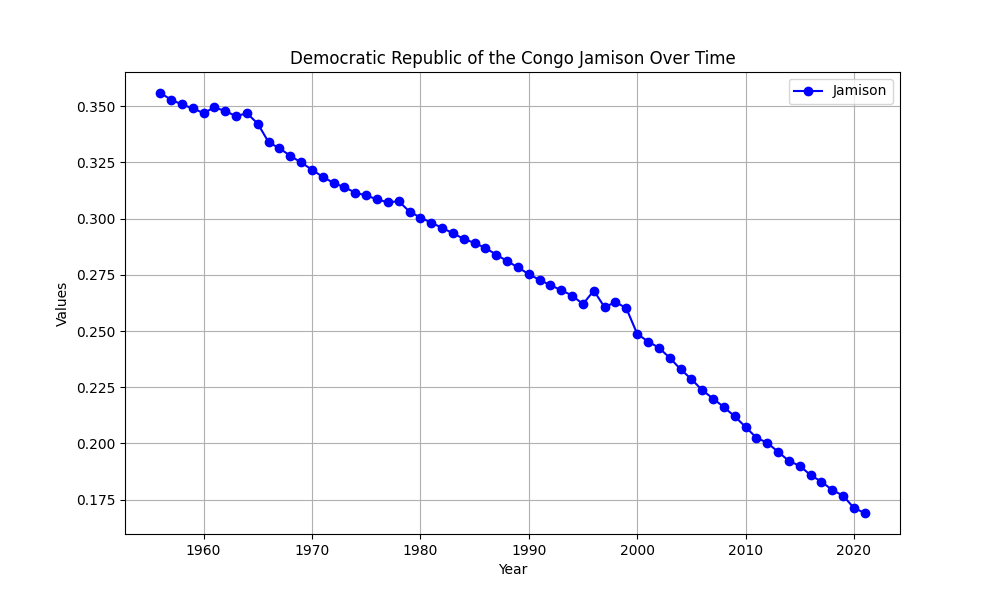 Democratic Republic of the Congo Jamison Over Time
Jamison
Values
0.350
0.325
0.300
0.275
0.250
0.225
0.200
0.175
1960 1970 1980 1990 2000 2010 2020
Year